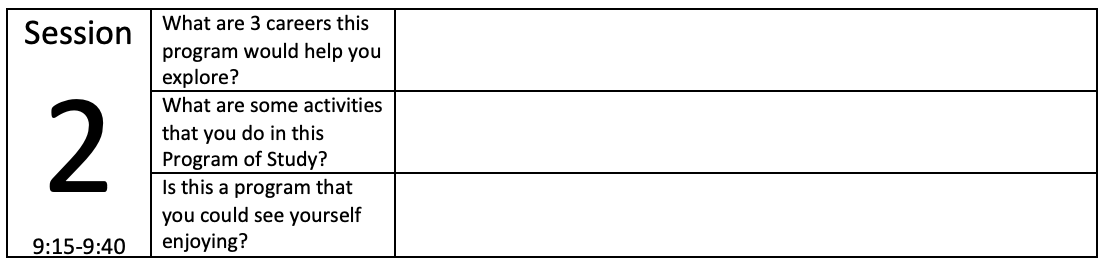 Session
2
9:15-9:40
What are 3 careers this
program would help you
explore?
What are some activities
that you do in this
Program of Study?
Is this a program that
you could see yourself
enjoying?